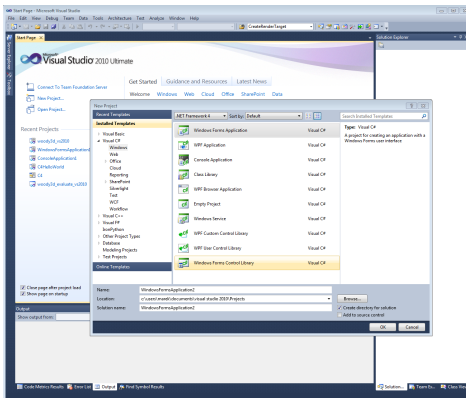 Start Page - Microsoft Visual Studio
File Edit View Debug Team Data Tools Architecture Test Analyze Window Help
CreateRenderTarget
Start Page
Solution Explorer
Server Explorer
Toolbox
Microsoft
Visual Studio 2010 Ultimate
Connect To Team Foundation Server
New Project...
Open Project...
Get Started Guidance and Resources Latest News
Welcome Windows Web Cloud Office SharePoint Data
Recent Projects
woody3d_vs2010
ConsoleApplication1
C#HelloWorld
C4
woody3d_evaluate_vs2010
New Project
Recent Templates
.NET Framework 4 Sort by: Default
Search Installed Templates
Installed Templates
Visual Basic
Visual C#
Windows
Web
Office
Cloud
Reporting
SharePoint
Silverlight
Test
WCF
Workflow
Visual C++
Visual F#
IronPython
Other Project Types
Database
Modeling Projects
Test Projects
Online Templates
Windows Forms Application Visual C#
WPF Application Visual C#
Console Application Visual C#
Class Library Visual C#
WPF Browser Application Visual C#
Empty Project Visual C#
Windows Service Visual C#
WPF Custom Control Library Visual C#
WPF User Control Library Visual C#
Windows Forms Control Library Visual C#
Type: Visual C#
A project for creating an application with a
Windows Forms user interface
Name: WindowsFormsApplication2
Location: c:\users\marek\documents\visual studio 2010\Projects
Browse...
Solution name: WindowsFormsApplication2
Create directory for solution
Add to source control
OK Cancel
Close page after project load
Show page on startup
Output
Show output from:
Code Metrics Results Error List Output Find Symbol Results
Solution... Team Ex... Class View